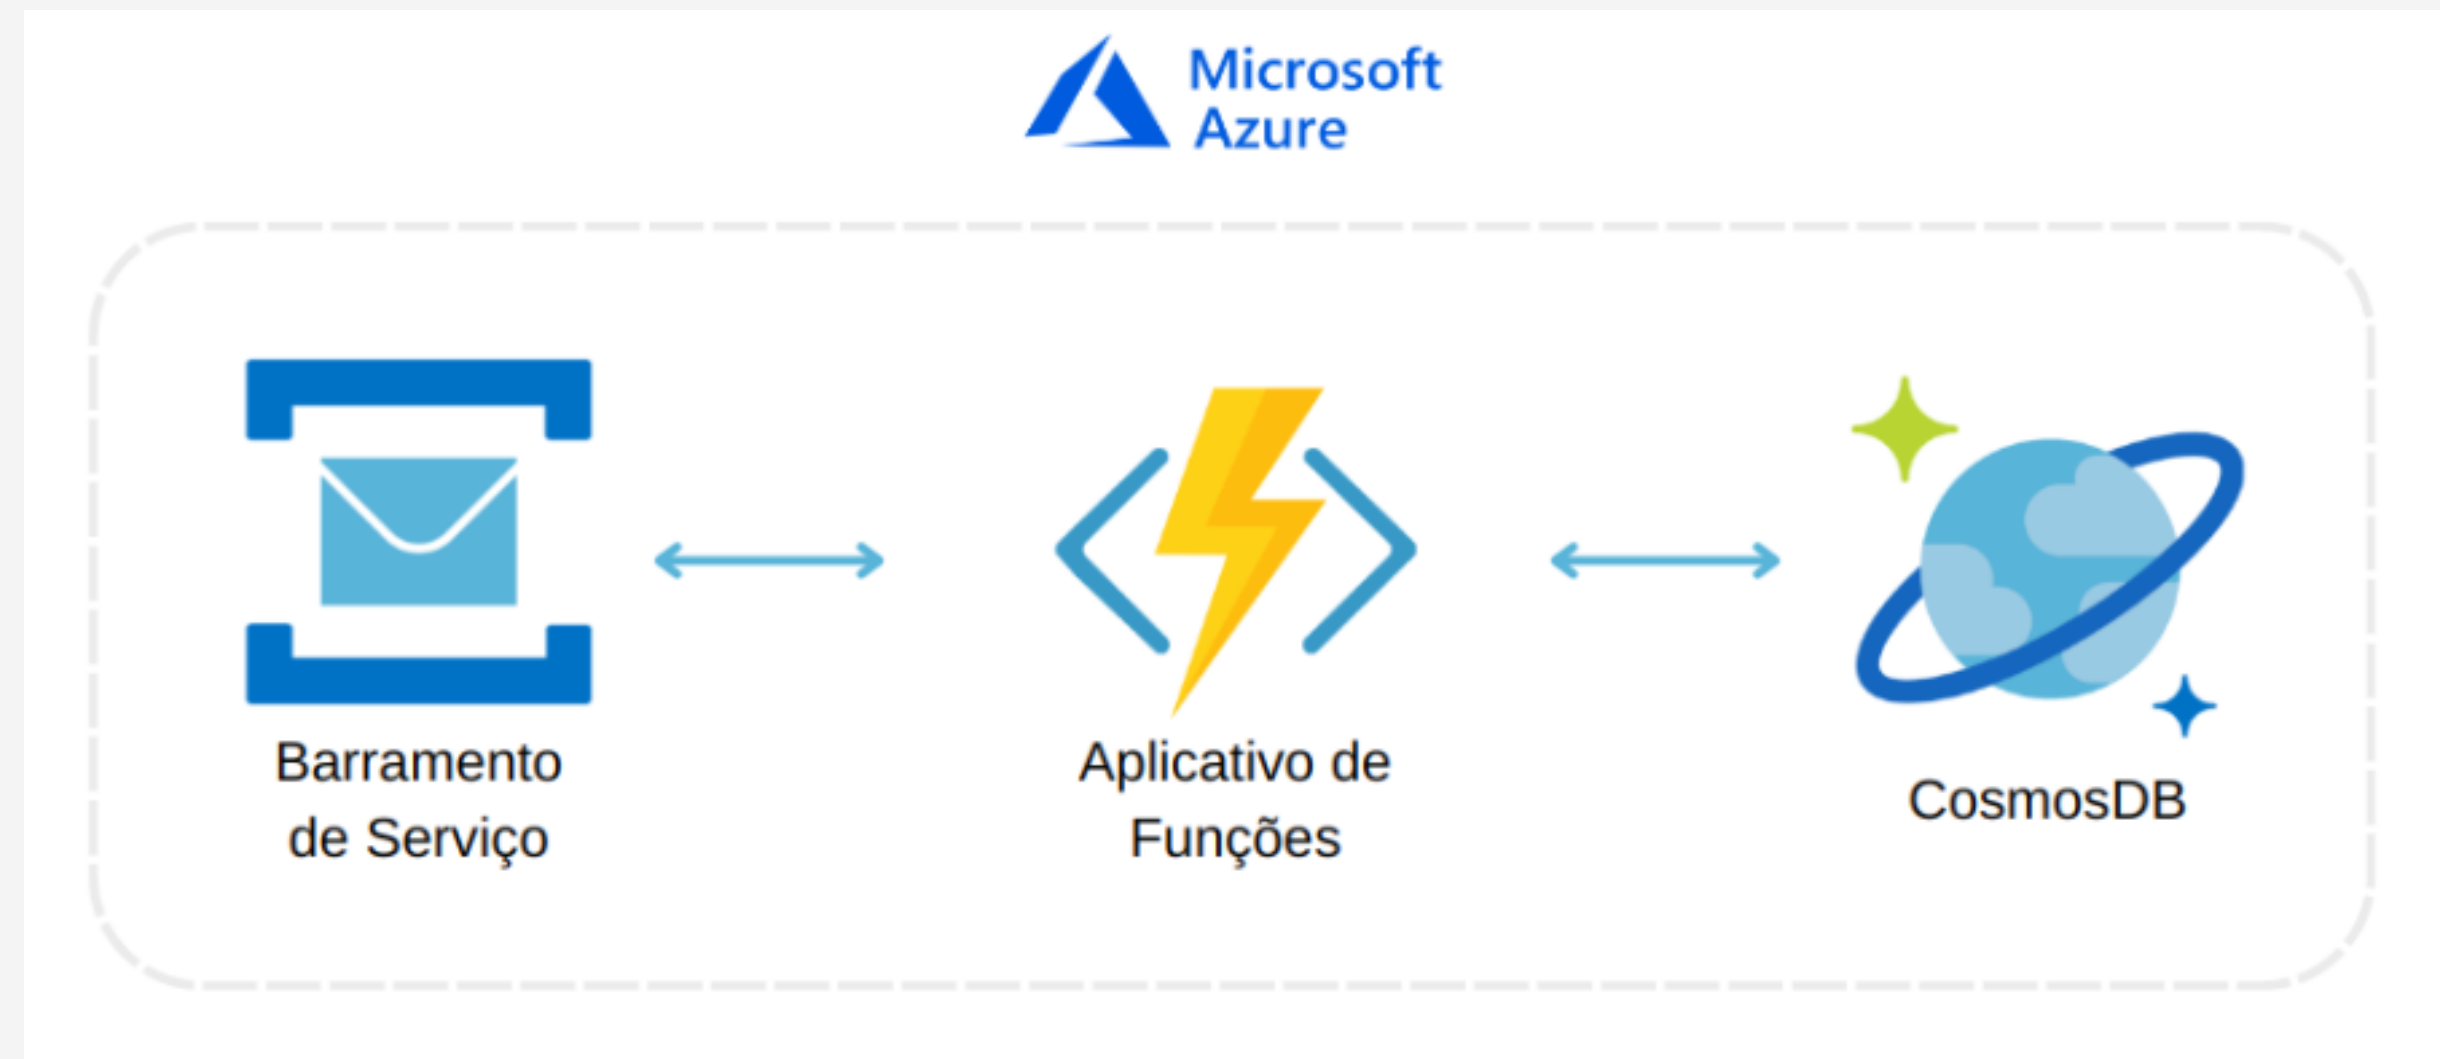 Microsoft
Azure
Barramento
de Serviço
Aplicativo de
Funções
CosmosDB